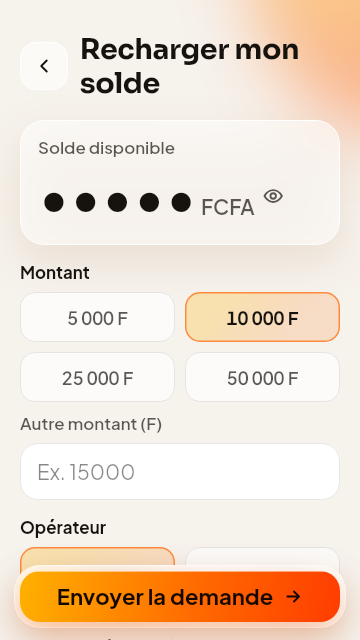 Recharger mon
solde
Solde disponible
●●●●● FCFA
Montant
5 000 F
10 000 F
25 000 F
50 000 F
Autre montant (F)
Ex. 15000
Opérateur
Envoyer la demande →